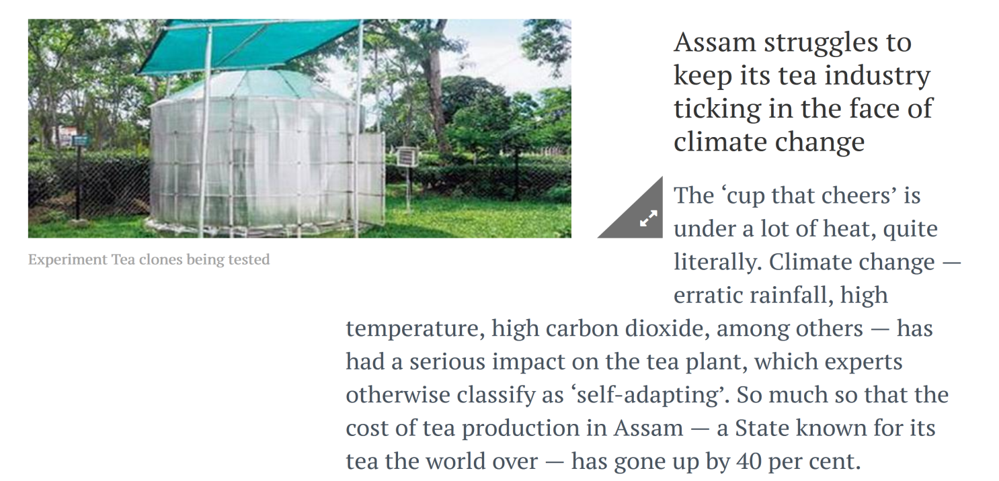 Assam struggles to
keep its tea industry
ticking in the face of
climate change
Experiment Tea clones being tested
The ‘cup that cheers’ is
under a lot of heat, quite
literally. Climate change —
erratic rainfall, high
temperature, high carbon dioxide, among others — has
had a serious impact on the tea plant, which experts
otherwise classify as ‘self-adapting’. So much so that the
cost of tea production in Assam — a State known for its
tea the world over — has gone up by 40 per cent.